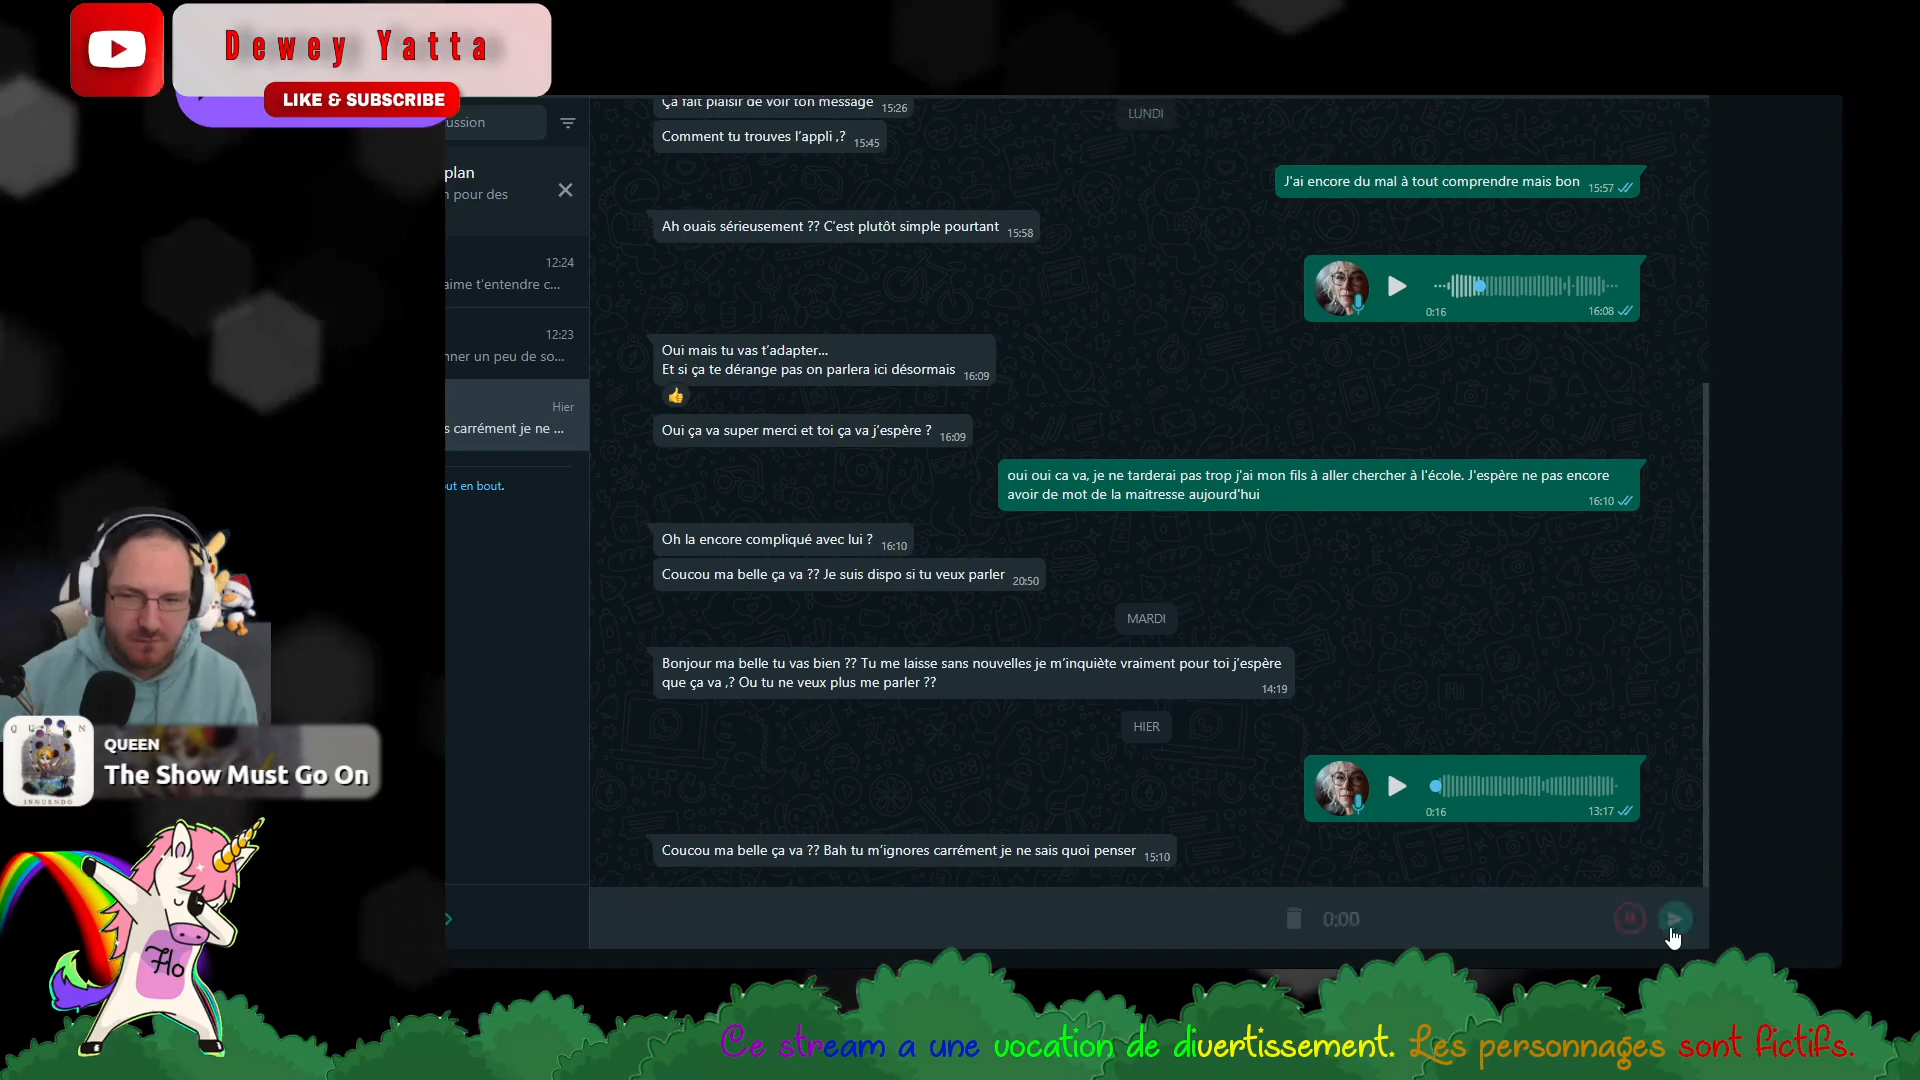 Dewey Yatta
LIKE & SUBSCRIBE
ussion
plan
n pour des
12:24
aime t'entendre c...
12:23
nner un peu de so...
Hier
s carrément je ne ...
ut en bout.
Ça fait plaisir de voir ton message 15:26
LUNDI
Comment tu trouves l'appli ,? 15:45
J'ai encore du mal à tout comprendre mais bon 15:57
Ah ouais sérieusement ?? C'est plutôt simple pourtant 15:58
0:16 16:08
Oui mais tu vas t'adapter...
Et si ça te dérange pas on parlera ici désormais 16:09
👍
Oui ça va super merci et toi ça va j'espère ? 16:09
oui oui ca va, je ne tarderai pas trop j'ai mon fils à aller chercher à l'école. J'espère ne pas encore
avoir de mot de la maitresse aujourd'hui 16:10
Oh la encore compliqué avec lui ? 16:10
Coucou ma belle ça va ?? Je suis dispo si tu veux parler 20:50
MARDI
Bonjour ma belle tu vas bien ?? Tu me laisse sans nouvelles je m'inquiète vraiment pour toi j'espère
que ça va ,? Ou tu ne veux plus me parler ?? 14:19
HIER
0:16 13:17
Coucou ma belle ça va ?? Bah tu m'ignores carrément je ne sais quoi penser 15:10
0:00
QUEEN
INNUENDO
QUEEN
The Show Must Go On
Flo
Ce stream a une vocation de divertissement. Les personnages sont fictifs.